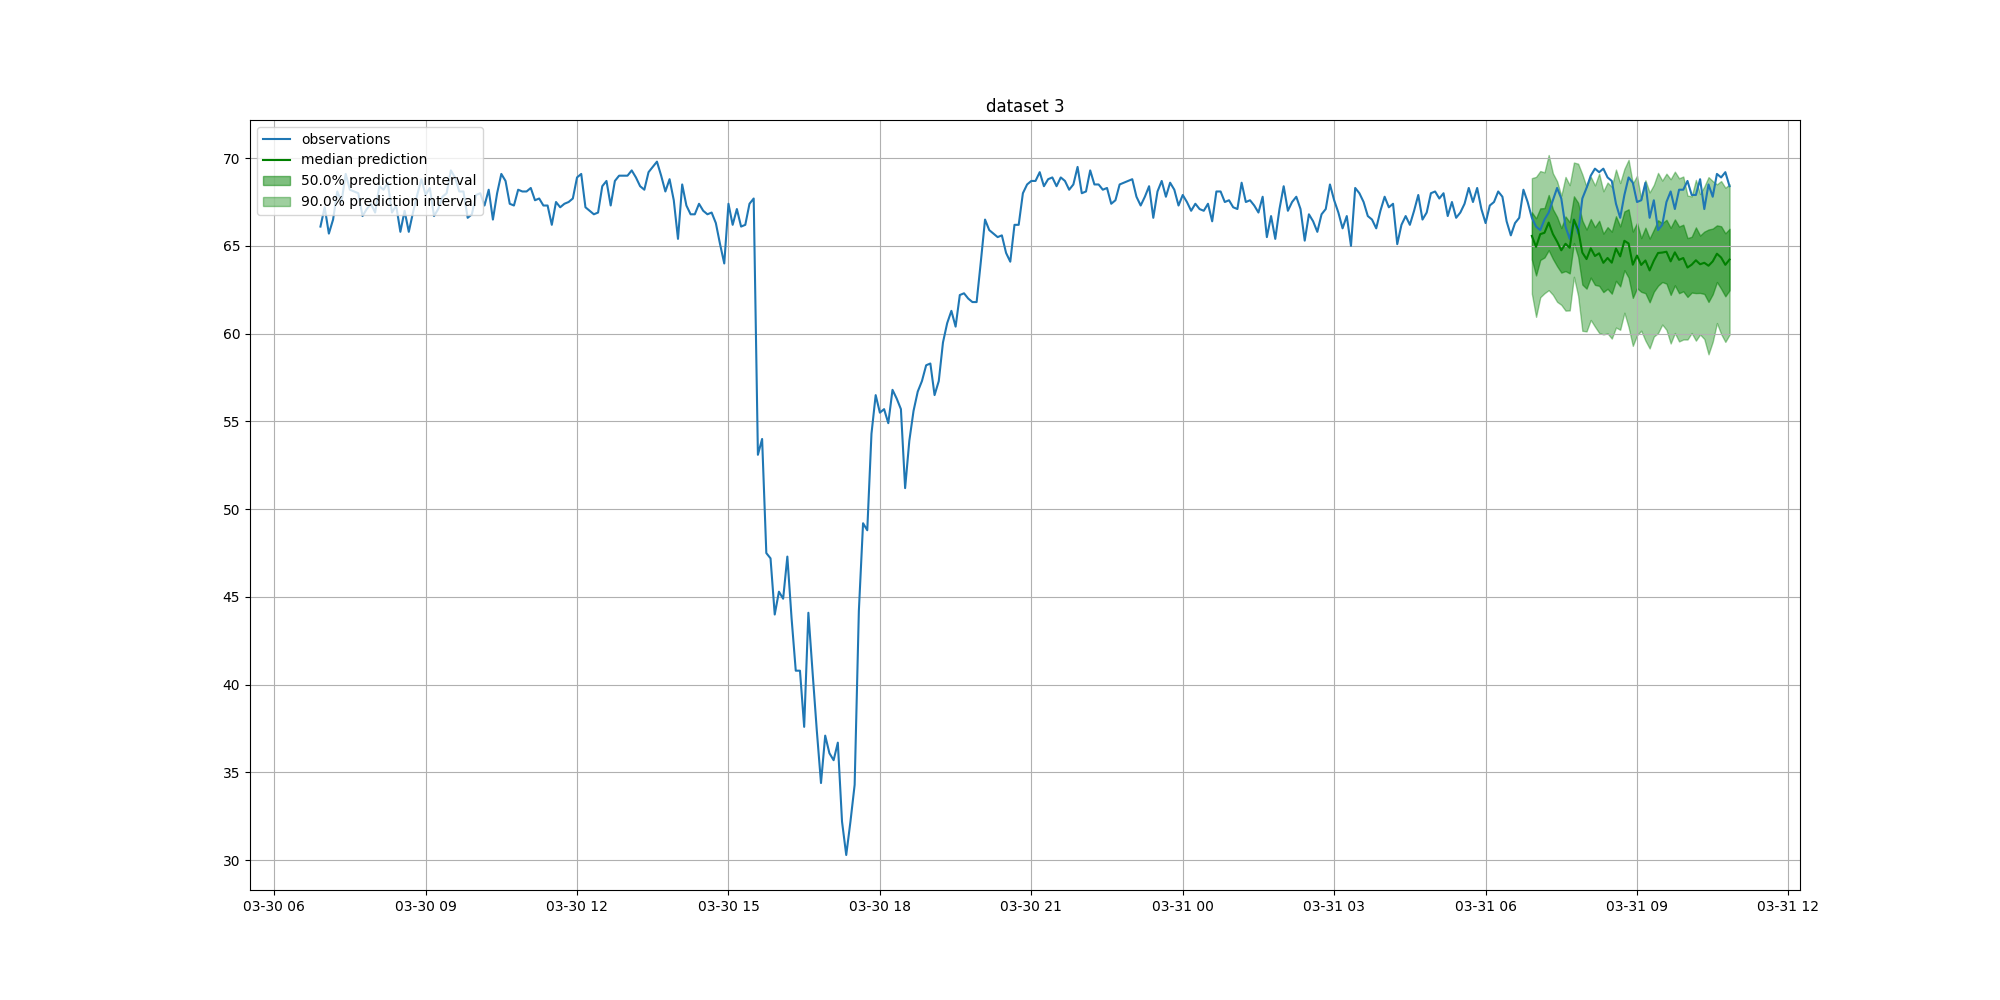 dataset 3
observations
median prediction
50.0% prediction interval
90.0% prediction interval
70
65
60
55
50
45
40
35
30
03-30 06 03-30 09 03-30 12 03-30 15 03-30 18 03-30 21 03-31 00 03-31 03 03-31 06 03-31 09 03-31 12